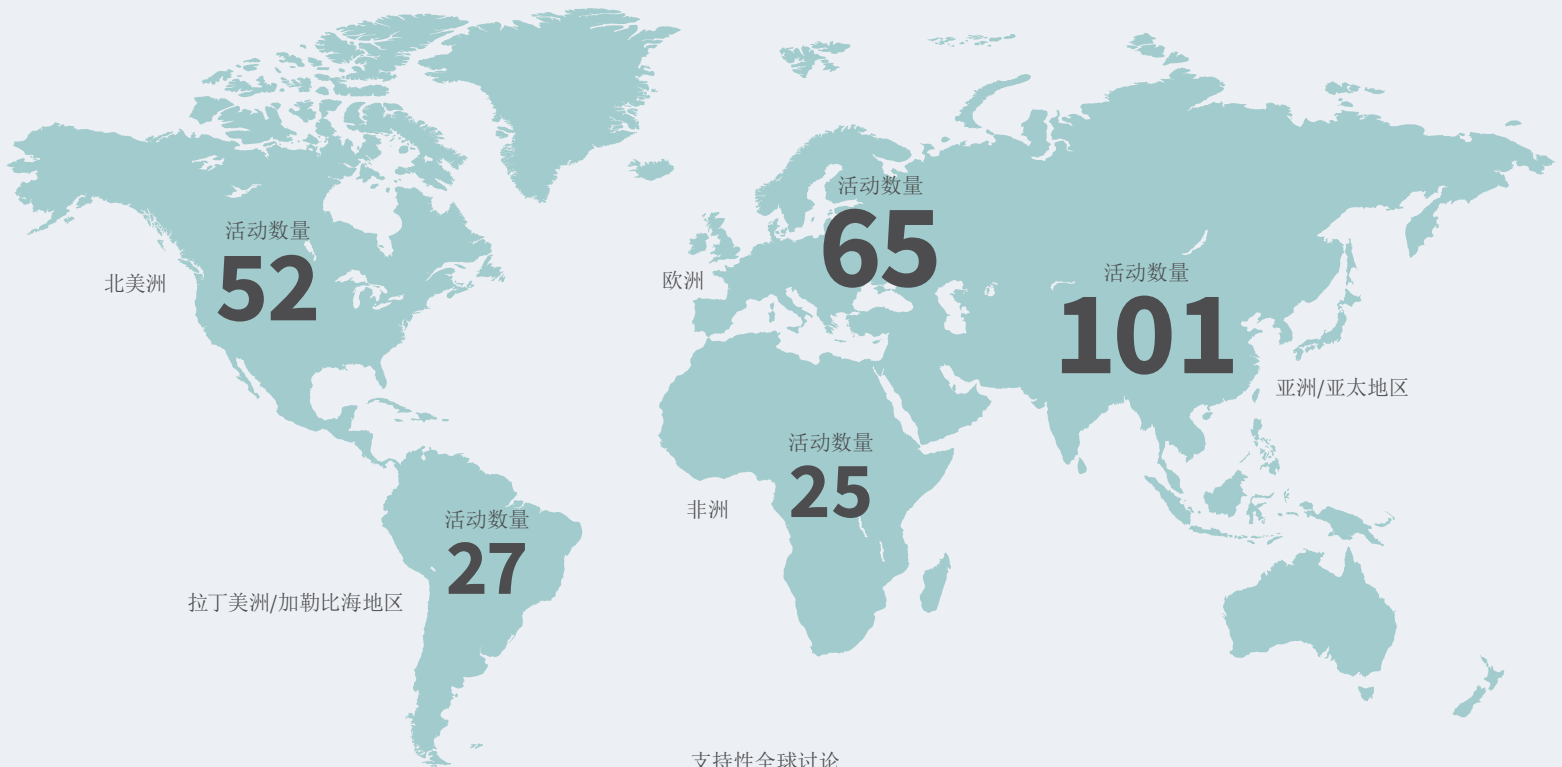 活动数量
65
活动数量
52
北美洲
欧洲
活动数量
101
亚洲/亚太地区
活动数量
25
非洲
活动数量
27
拉丁美洲/加勒比海地区
支持性全球讨论